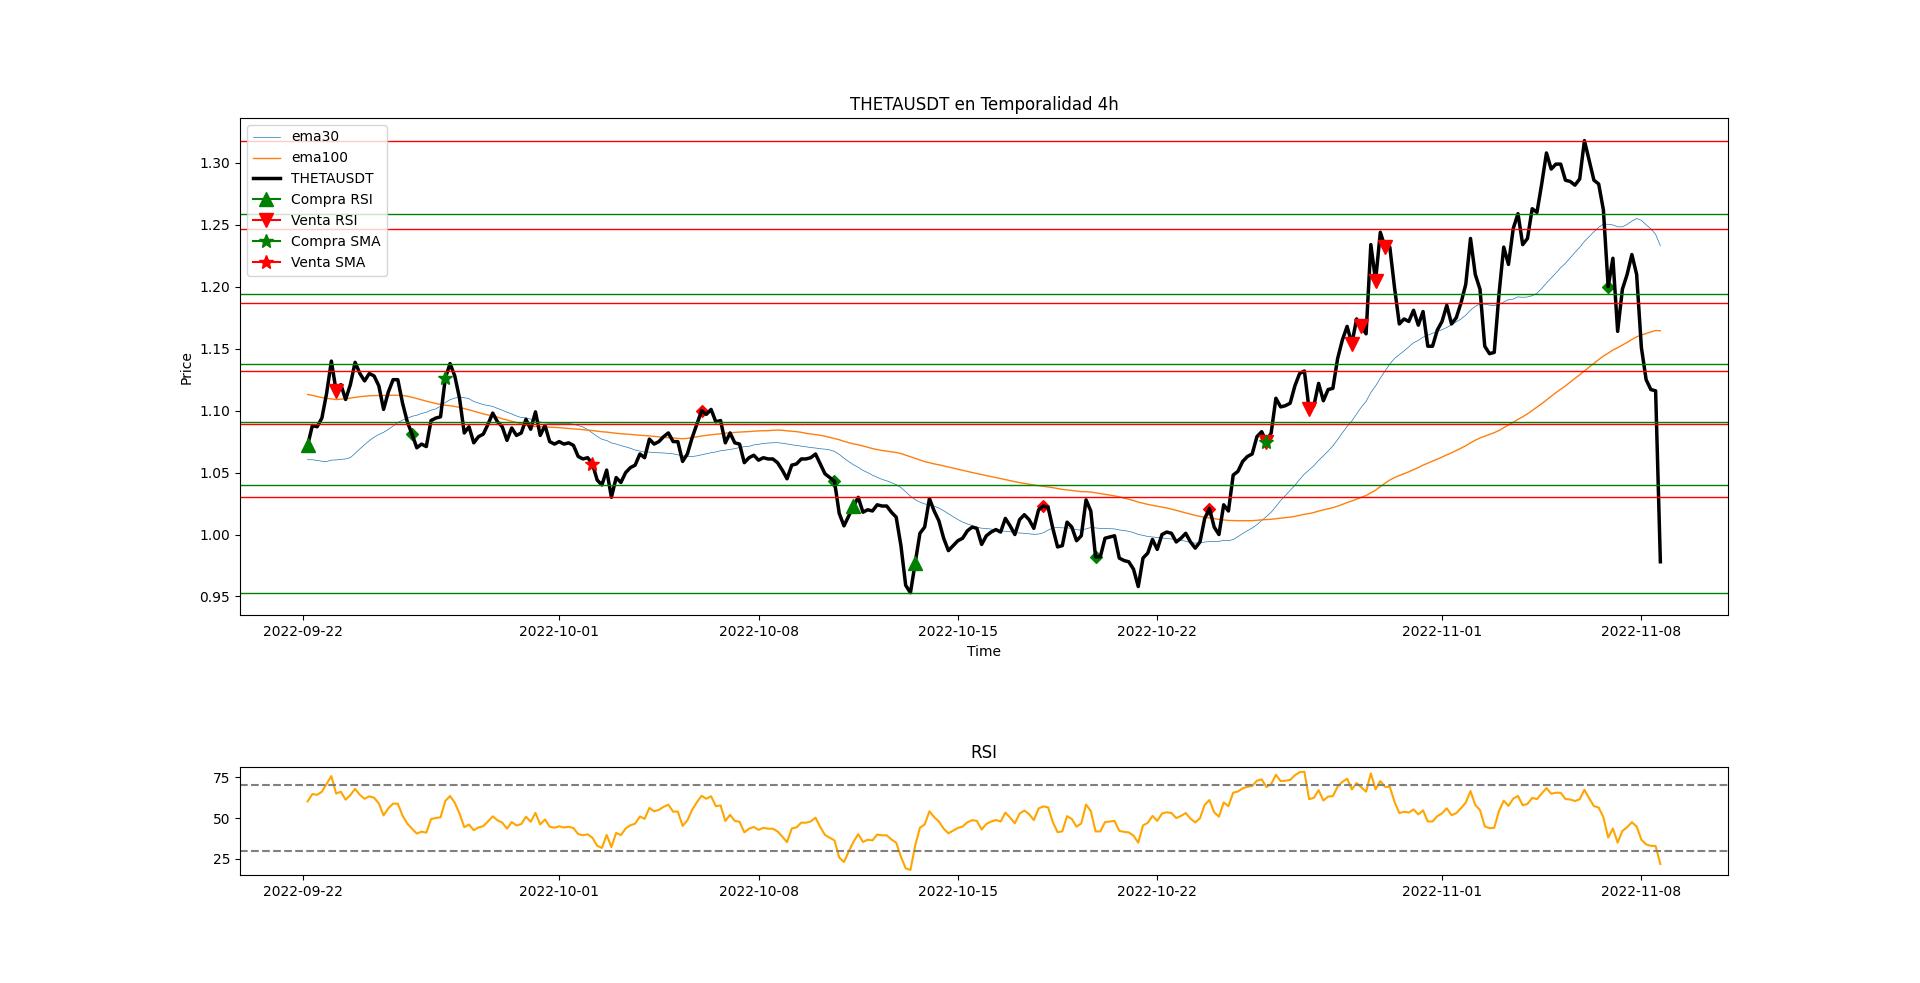 THETAUSDT en Temporalidad 4h
ema30
ema100
THETAUSDT
Compra RSI
Venta RSI
Compra SMA
Venta SMA
1.30
1.25
1.20
1.15
1.10
1.05
1.00
0.95
Price
2022-09-22 2022-10-01 2022-10-08 2022-10-15 2022-10-22 2022-11-01 2022-11-08
Time
RSI
75
50
25
2022-09-22 2022-10-01 2022-10-08 2022-10-15 2022-10-22 2022-11-01 2022-11-08